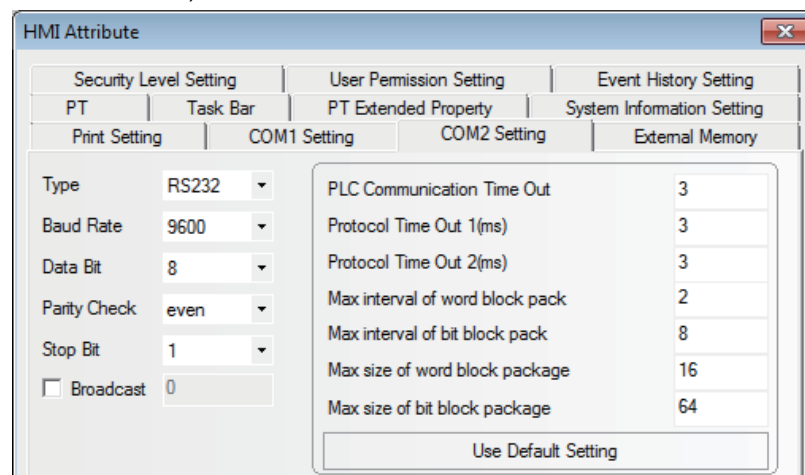 HMI Attribute
Security Level Setting User Permission Setting Event History Setting
PT Task Bar PT Extended Property System Information Setting
Print Setting COM1 Setting COM2 Setting External Memory
Type RS232
Baud Rate 9600
Data Bit 8
Parity Check even
Stop Bit 1
Broadcast 0
PLC Communication Time Out 3
Protocol Time Out 1(ms) 3
Protocol Time Out 2(ms) 3
Max interval of word block pack 2
Max interval of bit block pack 8
Max size of word block package 16
Max size of bit block package 64
Use Default Setting